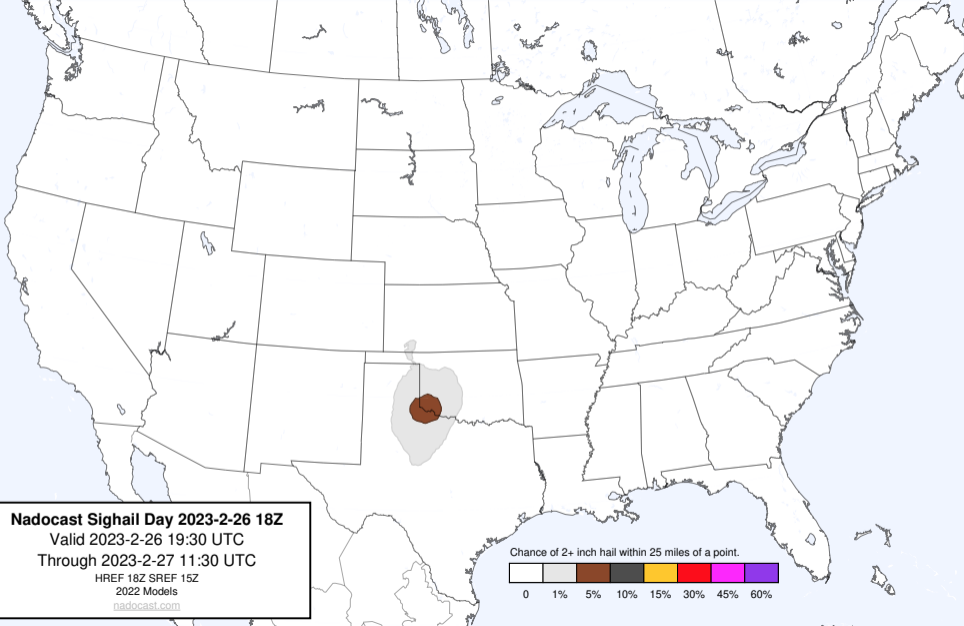 Nadocast Sighail Day 2023-2-26 18Z
Valid 2023-2-26 19:30 UTC
Through 2023-2-27 11:30 UTC
HREF 18Z SREF 15Z
2022 Models
nadocast.com
Chance of 2+ inch hail within 25 miles of a point.
0 1% 5% 10% 15% 30% 45% 60%